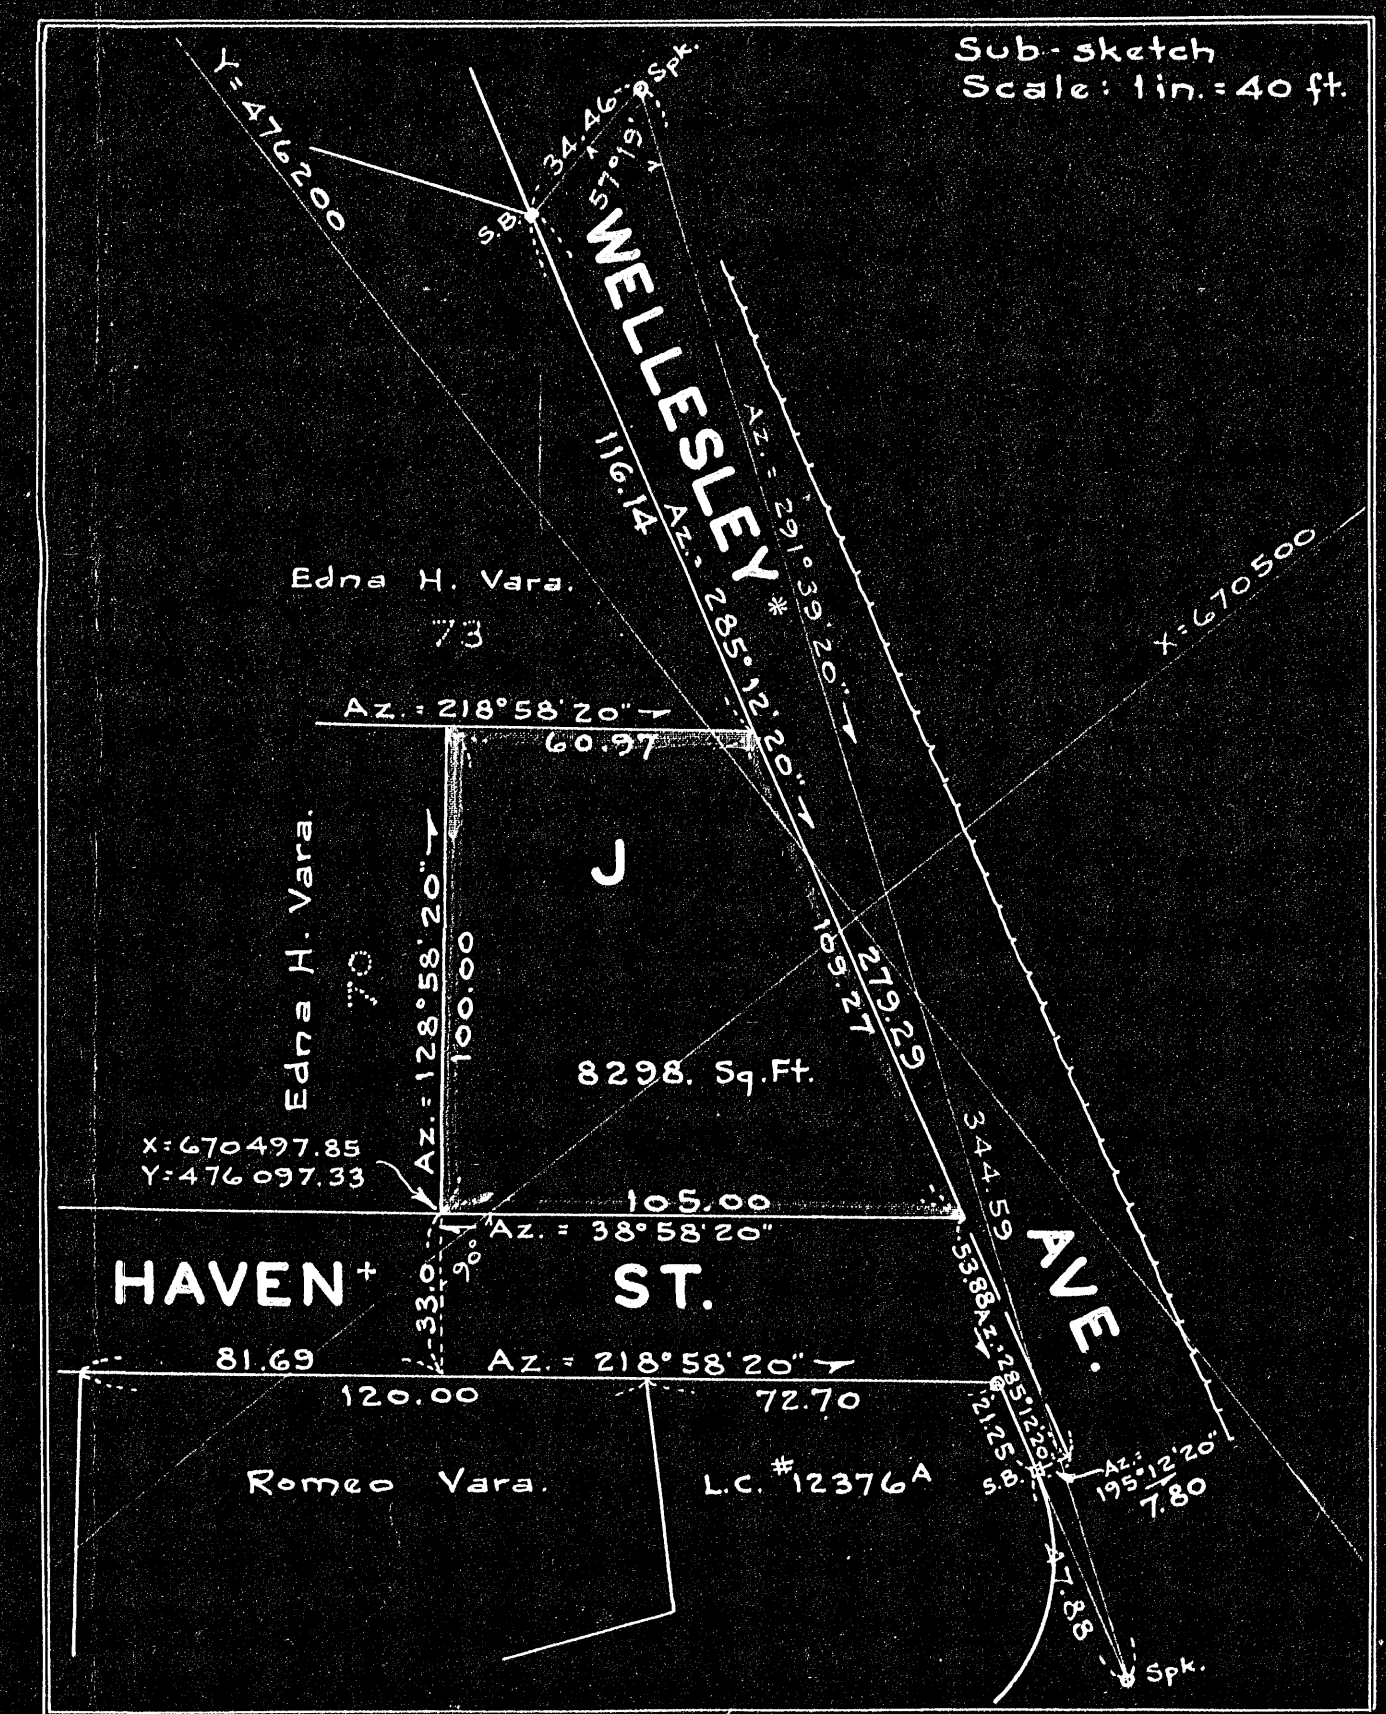 Sub-sketch
Scale: 1 in. = 40 ft.
Y=476200
34.46
Spk.
57°19'
S.B.
WELLESLEY*
116.14
Az. = 285°12'20"
Az. = 291°39'20"
X=670500
Edna H. Vara.
73
Az. = 218°58'20"
60.97
J
Edna H. Vara.
70
Az. = 128°58'20"
100.00
109.27
279.29
8298. Sq.Ft.
344.59
X=670497.85
Y=476097.33
105.00
Az. = 38°58'20"
90°
33.0
HAVEN+ ST.
AVE.
53.88
Az. 285°12'20"
81.69
Az. = 218°58'20"
120.00
72.70
21.25
S.B.
Az. =
195°12'20"
7.80
Romeo Vara.
L.C. #12376A
47.88
Spk.